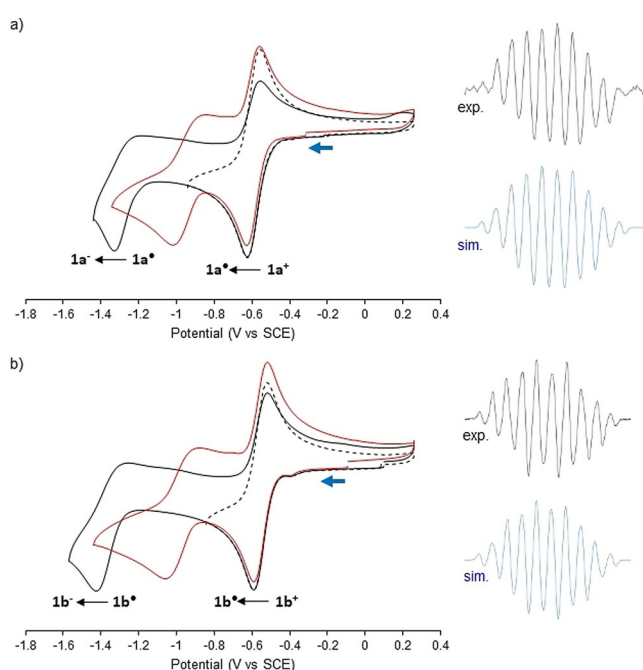 a)
exp.
sim.
1a⁻ ← 1a• 1a• ← 1a⁺
-1.8 -1.6 -1.4 -1.2 -1 -0.8 -0.6 -0.4 -0.2 0 0.2 0.4
Potential (V vs SCE)
b)
exp.
sim.
1b⁻ ← 1b• 1b• ← 1b⁺
-1.8 -1.6 -1.4 -1.2 -1 -0.8 -0.6 -0.4 -0.2 0 0.2 0.4
Potential (V vs SCE)